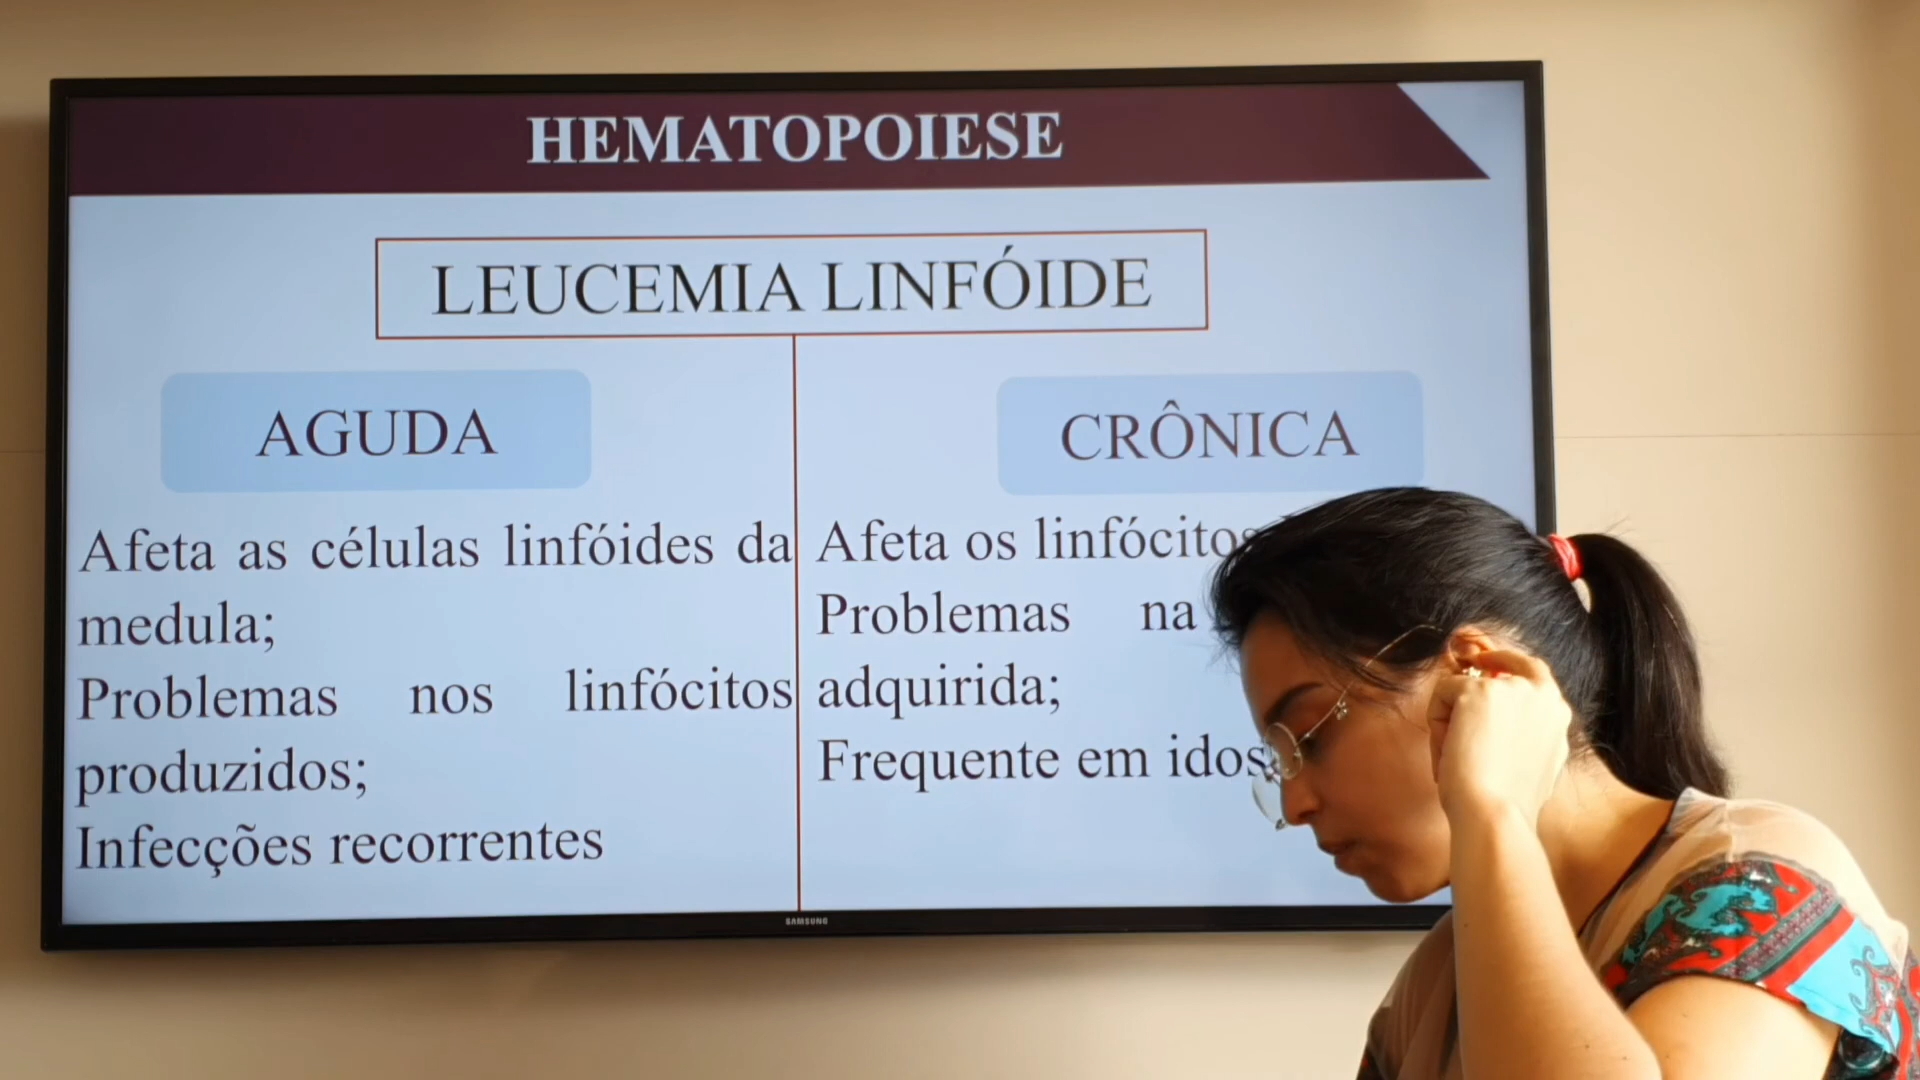 HEMATOPOIESE
LEUCEMIA LINFÓIDE
AGUDA
CRÔNICA
Afeta as células linfóides da
medula;
Problemas nos linfócitos
produzidos;
Infecções recorrentes
Afeta os linfócitos
Problemas na
adquirida;
Frequente em
SAMSUNG